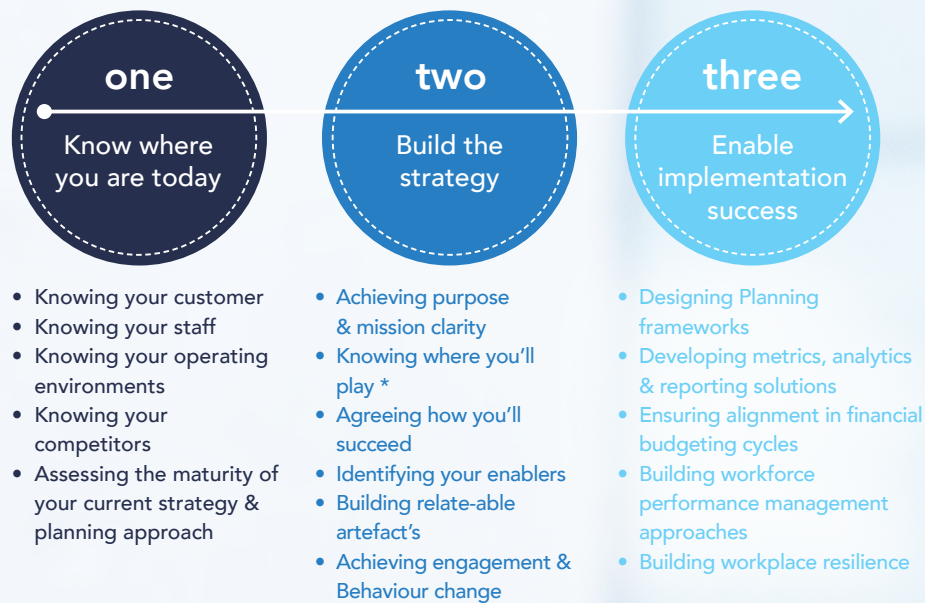 one
Know where
you are today
• Knowing your customer
• Knowing your staff
• Knowing your operating
environments
• Knowing your
competitors
• Assessing the maturity of
your current strategy &
planning approach
two
Build the
strategy
• Achieving purpose
& mission clarity
• Knowing where you'll
play *
• Agreeing how you'll
succeed
• Identifying your enablers
• Building relate-able
artefact's
• Achieving engagement &
Behaviour change
three
Enable
implementation
success
• Designing Planning
frameworks
• Developing metrics, analytics
& reporting solutions
• Ensuring alignment in financial
budgeting cycles
• Building workforce
performance management
approaches
• Building workplace resilience